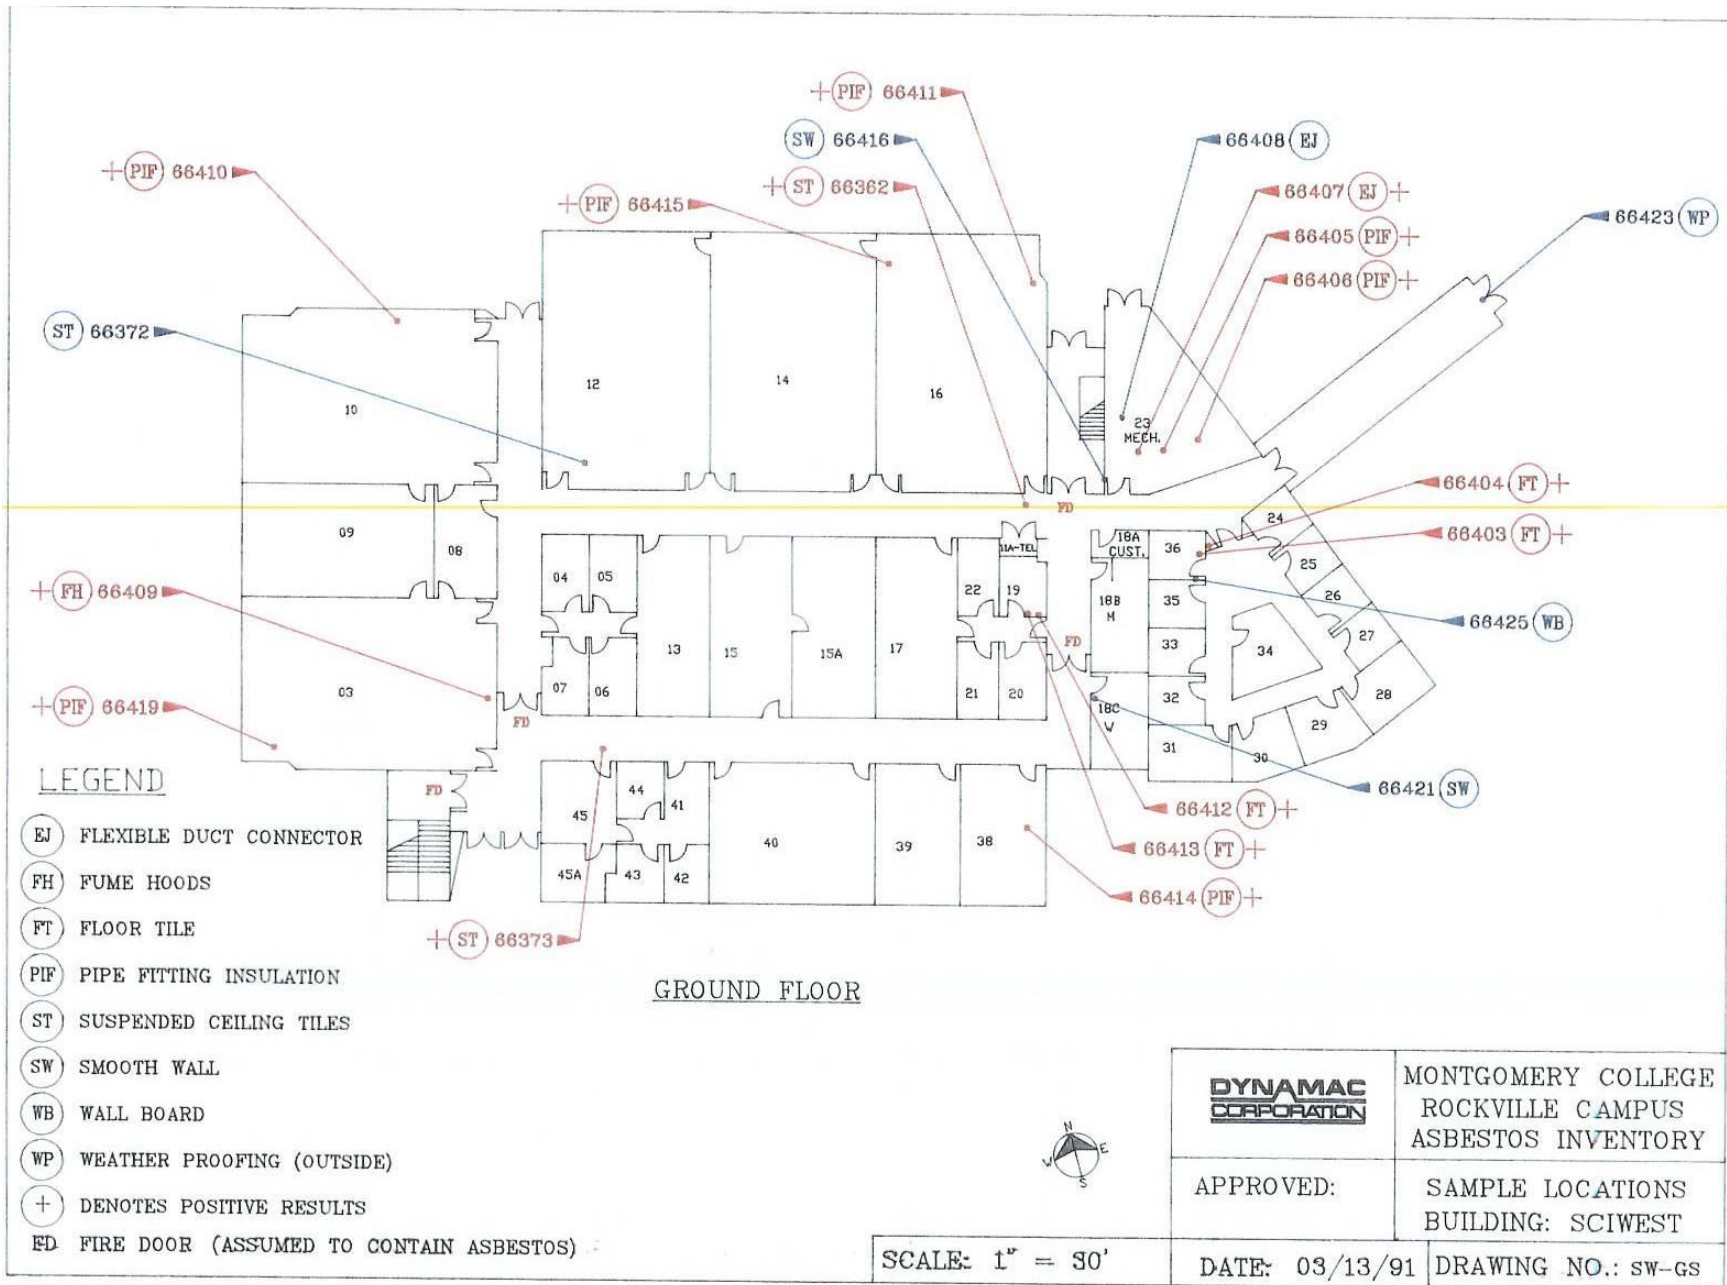 + PIF 66411
SW 66416
66408 EJ
+ PIF 66410
+ ST 66362
66407 EJ +
+ PIF 66415
66423 WP
66405 PIF +
66406 PIF +
ST 66372
12
14
16
10
23
MECH.
66404 FT +
FD
24
66403 FT +
09
08
11A-TEL
18A
CUST.
36
25
04
05
22
19
18B
M
35
26
+ FH 66409
66425 WB
FD
33
27
13
15
15A
17
34
03
07
06
21
20
32
28
+ PIF 66419
18C
W
FD
29
31
30
LEGEND
FD
66421 SW
44
41
66412 FT +
EJ FLEXIBLE DUCT CONNECTOR
45
40
39
38
66413 FT +
FH FUME HOODS
45A
43
42
66414 PIF +
FT FLOOR TILE
+ ST 66373
PIF PIPE FITTING INSULATION
GROUND FLOOR
ST SUSPENDED CEILING TILES
SW SMOOTH WALL
WB WALL BOARD
WP WEATHER PROOFING (OUTSIDE)
+ DENOTES POSITIVE RESULTS
FD FIRE DOOR (ASSUMED TO CONTAIN ASBESTOS)
N
E
W
S
DYNAMAC
CORPORATION
MONTGOMERY COLLEGE
ROCKVILLE CAMPUS
ASBESTOS INVENTORY
APPROVED:
SAMPLE LOCATIONS
BUILDING: SCIWEST
SCALE: 1" = 30'
DATE: 03/13/91
DRAWING NO.: SW-GS